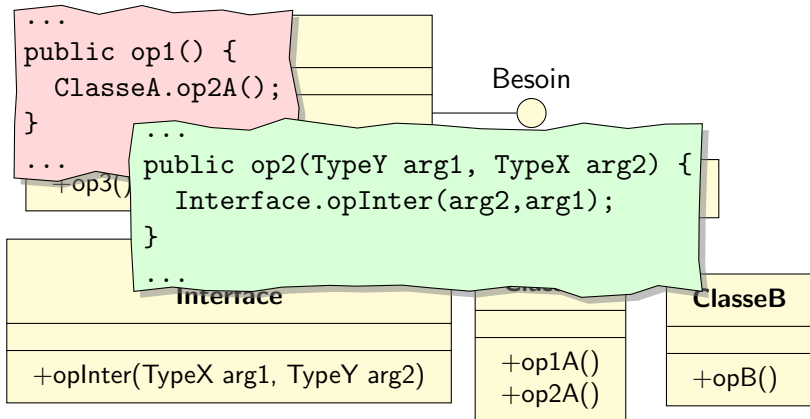 ...
public op1() {
  ClasseA.op2A();
}
...
Besoin
...
public op2(TypeY arg1, TypeX arg2) {
  Interface.opInter(arg2,arg1);
}
...
+op3()
Interface
+opInter(TypeX arg1, TypeY arg2)
+op1A()
+op2A()
ClasseB
+opB()